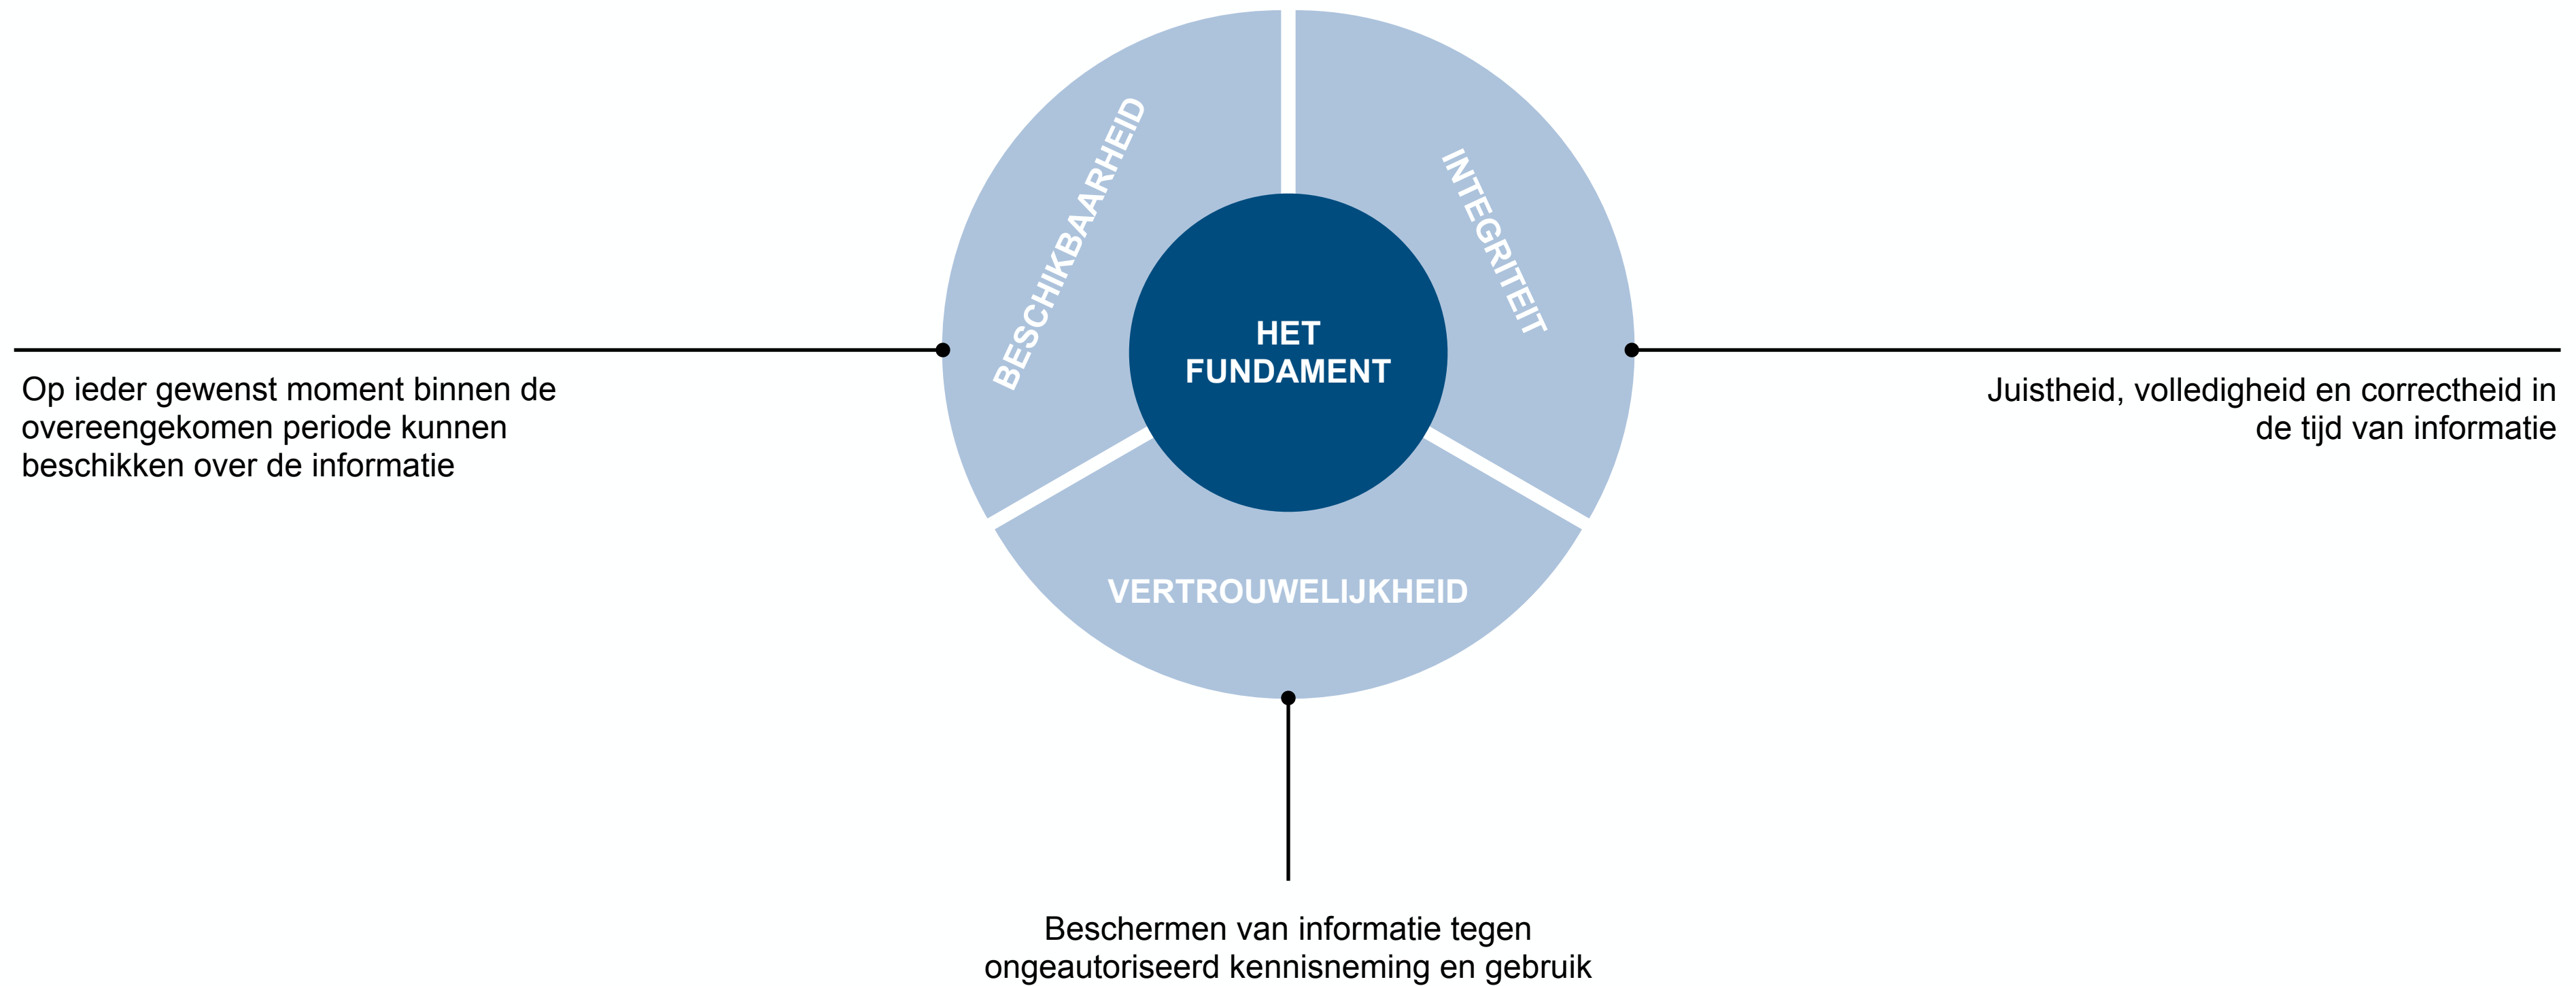 BESCHIKBAARHEID
INTEGRITEIT
HET
FUNDAMENT
VERTROUWELIJKHEID
Op ieder gewenst moment binnen de
overeengekomen periode kunnen
beschikken over de informatie
Juistheid, volledigheid en correctheid in
de tijd van informatie
Beschermen van informatie tegen
ongeautoriseerd kennisneming en gebruik